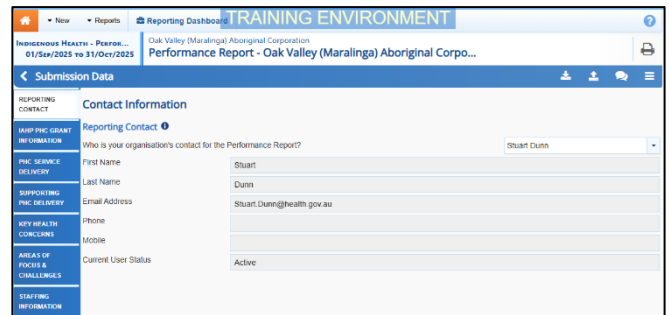 New Reports Reporting Dashboard TRAINING ENVIRONMENT
INDIGENOUS HEALTH - PERFOR...
01/SEP/2025 TO 31/OCT/2025
Oak Valley (Maralinga) Aboriginal Corporation
Performance Report - Oak Valley (Maralinga) Aboriginal Corpo...
Submission Data
REPORTING
CONTACT
IAHP PHC GRANT
INFORMATION
PHC SERVICE
DELIVERY
SUPPORTING
PHC DELIVERY
KEY HEALTH
CONCERNS
AREAS OF
FOCUS &
CHALLENGES
STAFFING
INFORMATION
Contact Information
Reporting Contact
Who is your organisation's contact for the Performance Report? Stuart Dunn
First Name Stuart
Last Name Dunn
Email Address Stuart.Dunn@health.gov.au
Phone
Mobile
Current User Status Active